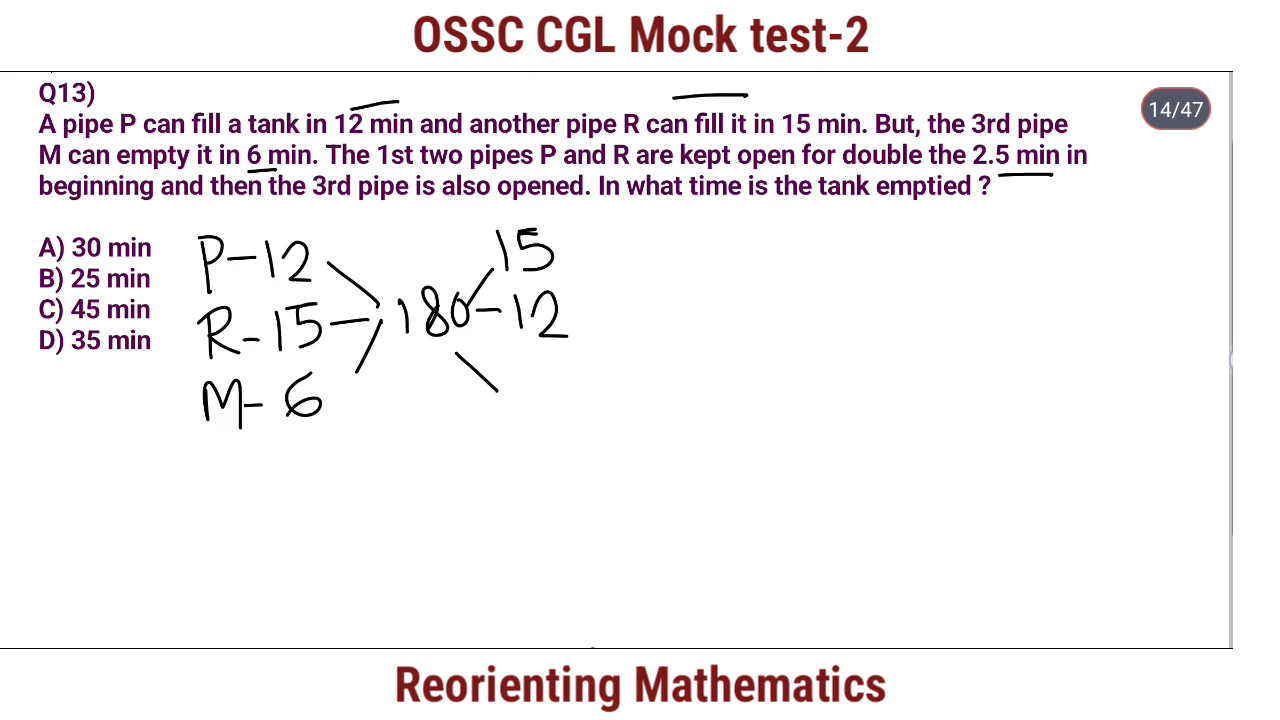 OSSC CGL Mock test-2
Q13)
14/47
A pipe P can fill a tank in 12 min and another pipe R can fill it in 15 min. But, the 3rd pipe
M can empty it in 6 min. The 1st two pipes P and R are kept open for double the 2.5 min in
beginning and then the 3rd pipe is also opened. In what time is the tank emptied ?
A) 30 min
B) 25 min
C) 45 min
D) 35 min
P-12
R-15
M-6
180
15
12
Reorienting Mathematics